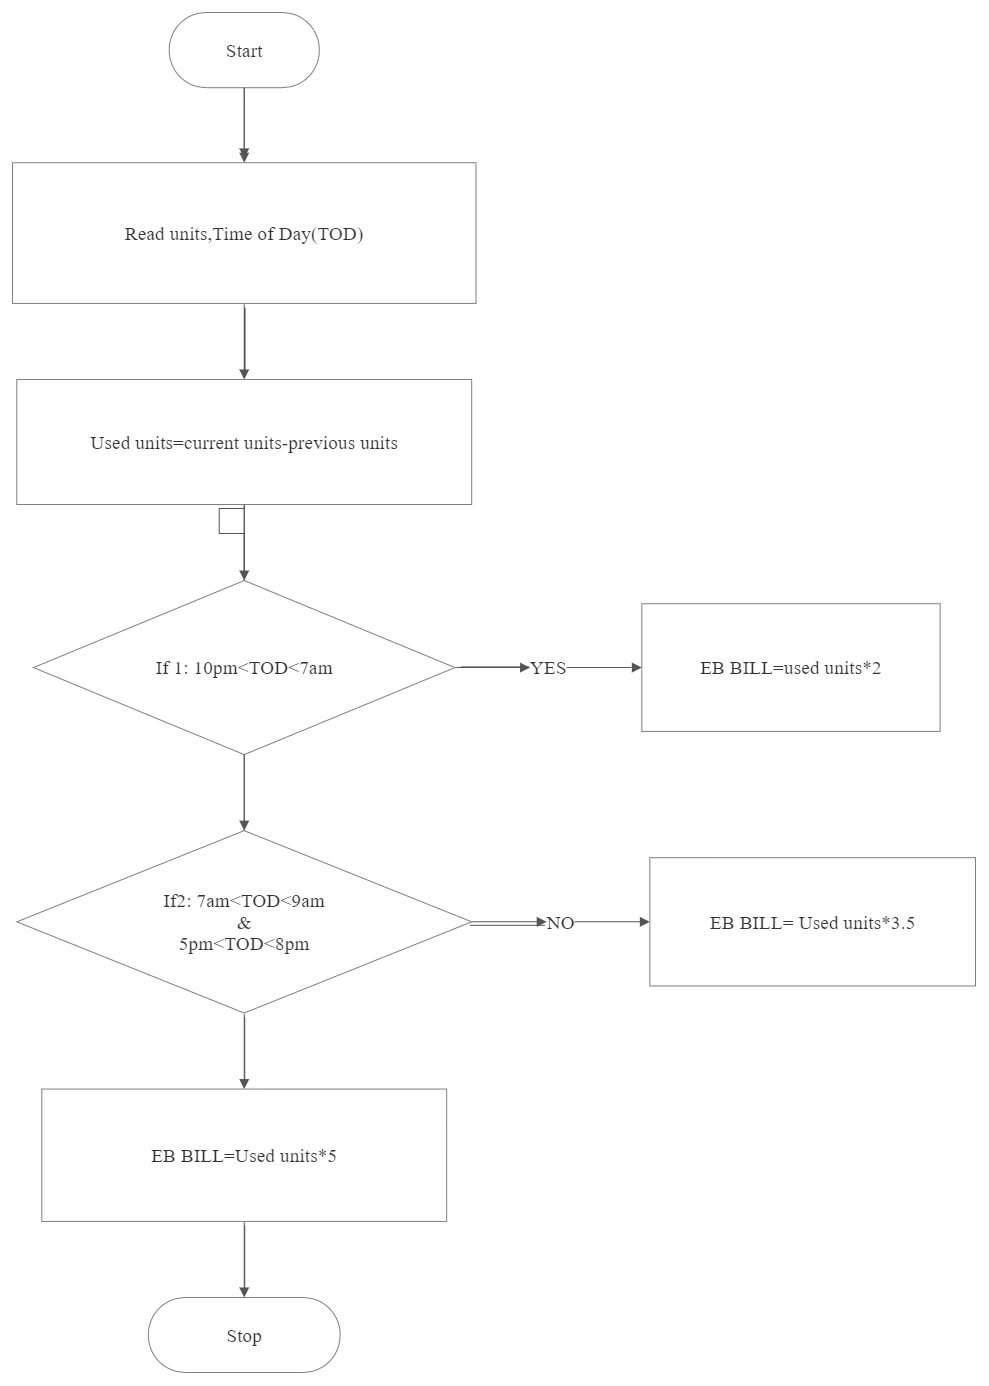 Start
Read units,Time of Day(TOD)
Used units=current units-previous units
If 1: 10pm<TOD<7am
YES
EB BILL=used units*2
If2: 7am<TOD<9am
&
5pm<TOD<8pm
NO
EB BILL= Used units*3.5
EB BILL=Used units*5
Stop